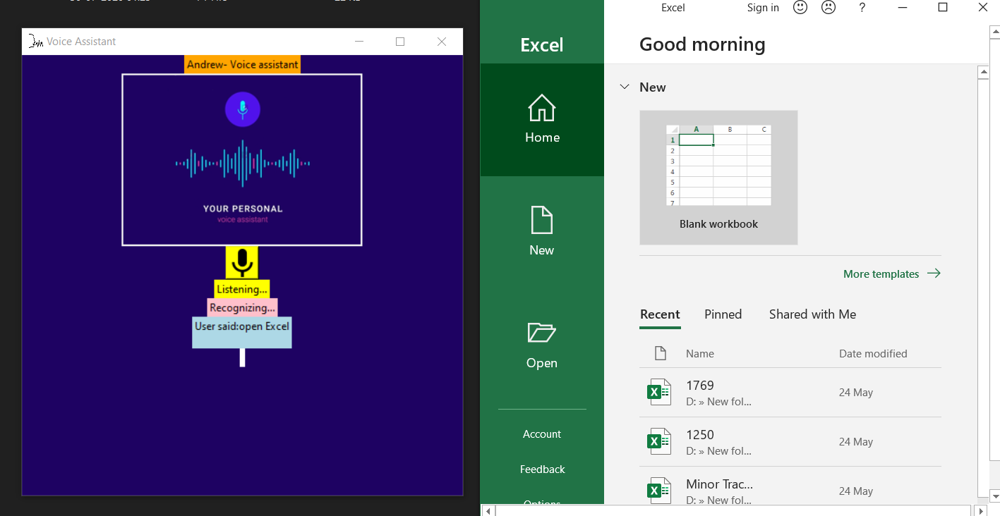 Voice Assistant
Andrew- Voice assistant
YOUR PERSONAL
voice assistant
Listening...
Recognizing...
User said:open Excel
Excel
Sign in
?
Excel
Home
New
Open
Account
Feedback
Options
Good morning
New
A B C
1
2
3
4
5
6
7
Blank workbook
More templates
Recent Pinned Shared with Me
Name Date modified
1769
D: » New fol...
24 May
1250
D: » New fol...
24 May
Minor Trac...
D: » New fol...
24 May